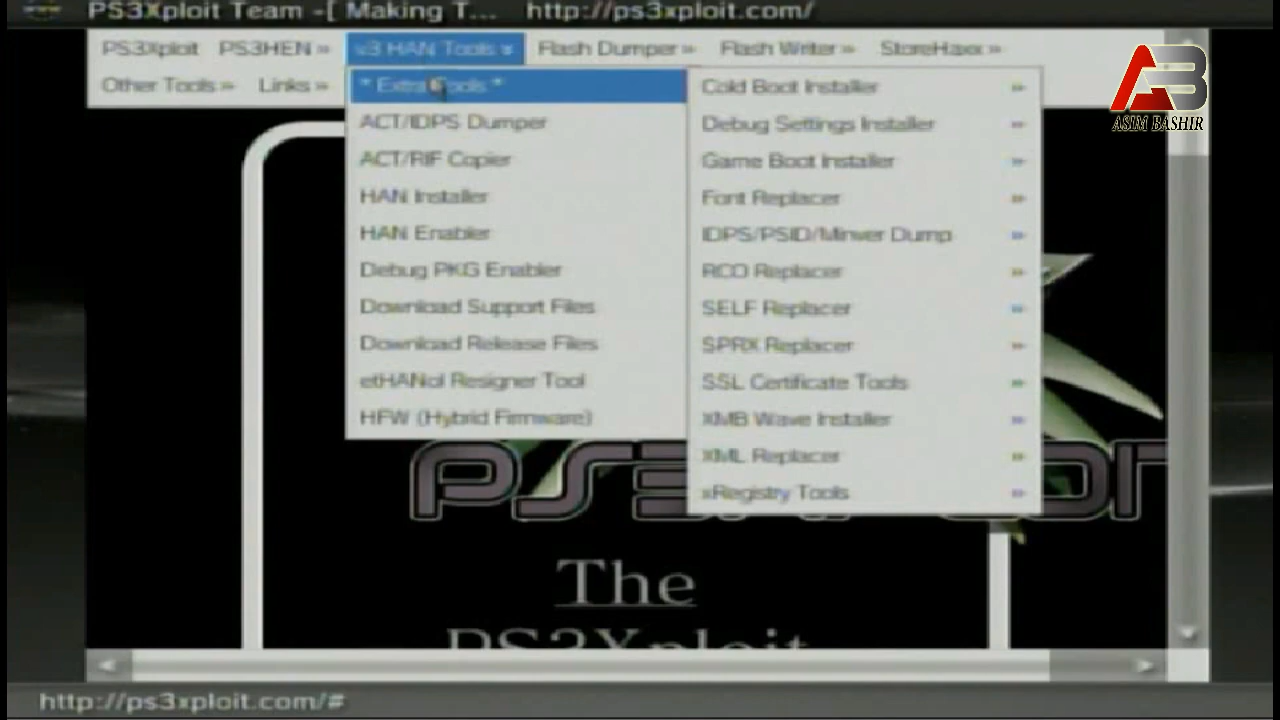 PS3Xploit Team -[ Making T... http://ps3xploit.com/
PS3Xploit PS3HEN » v3 HAN Tools » Flash Dumper » Flash Writer » StoreHaxx »
Other Tools » Links »
AB
ASIM BASHIR
* Extra Tools *
ACT/IDPS Dumper
ACT/RIF Copier
HAN Installer
HAN Enabler
Debug PKG Enabler
Download Support Files
Download Release Files
etHANol Resigner Tool
HFW (Hybrid Firmware)
Cold Boot Installer »
Debug Settings Installer »
Game Boot Installer »
Font Replacer »
IDPS/PSID/Minver Dump »
RCO Replacer »
SELF Replacer »
SPRX Replacer »
SSL Certificate Tools »
XMB Wave Installer »
XML Replacer »
xRegistry Tools »
The
PS3Xploit
http://ps3xploit.com/#